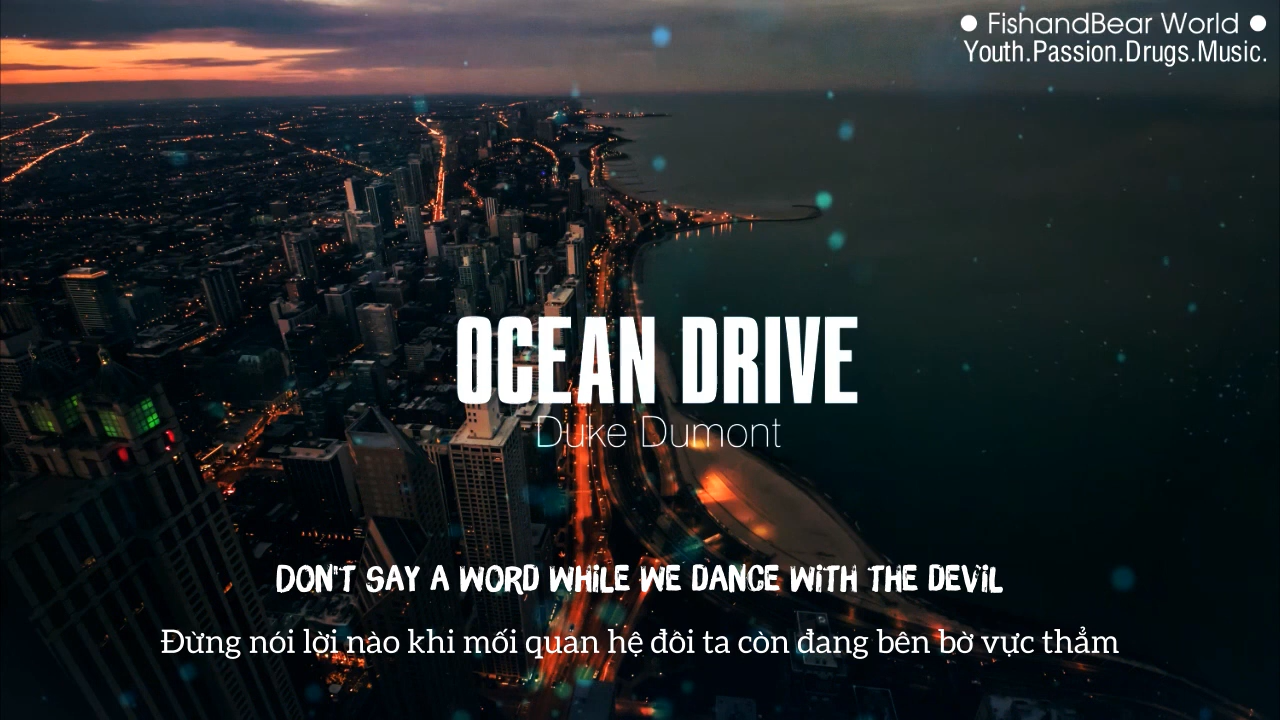 ● FishandBear World ●
Youth.Passion.Drugs.Music.
OCEAN DRIVE
Duke Dumont
DON'T SAY A WORD WHiLE WE DANCE WiTH THE DEViL
Đừng nói lời nào khi mối quan hệ đôi ta còn đang bên bờ vực thẳm